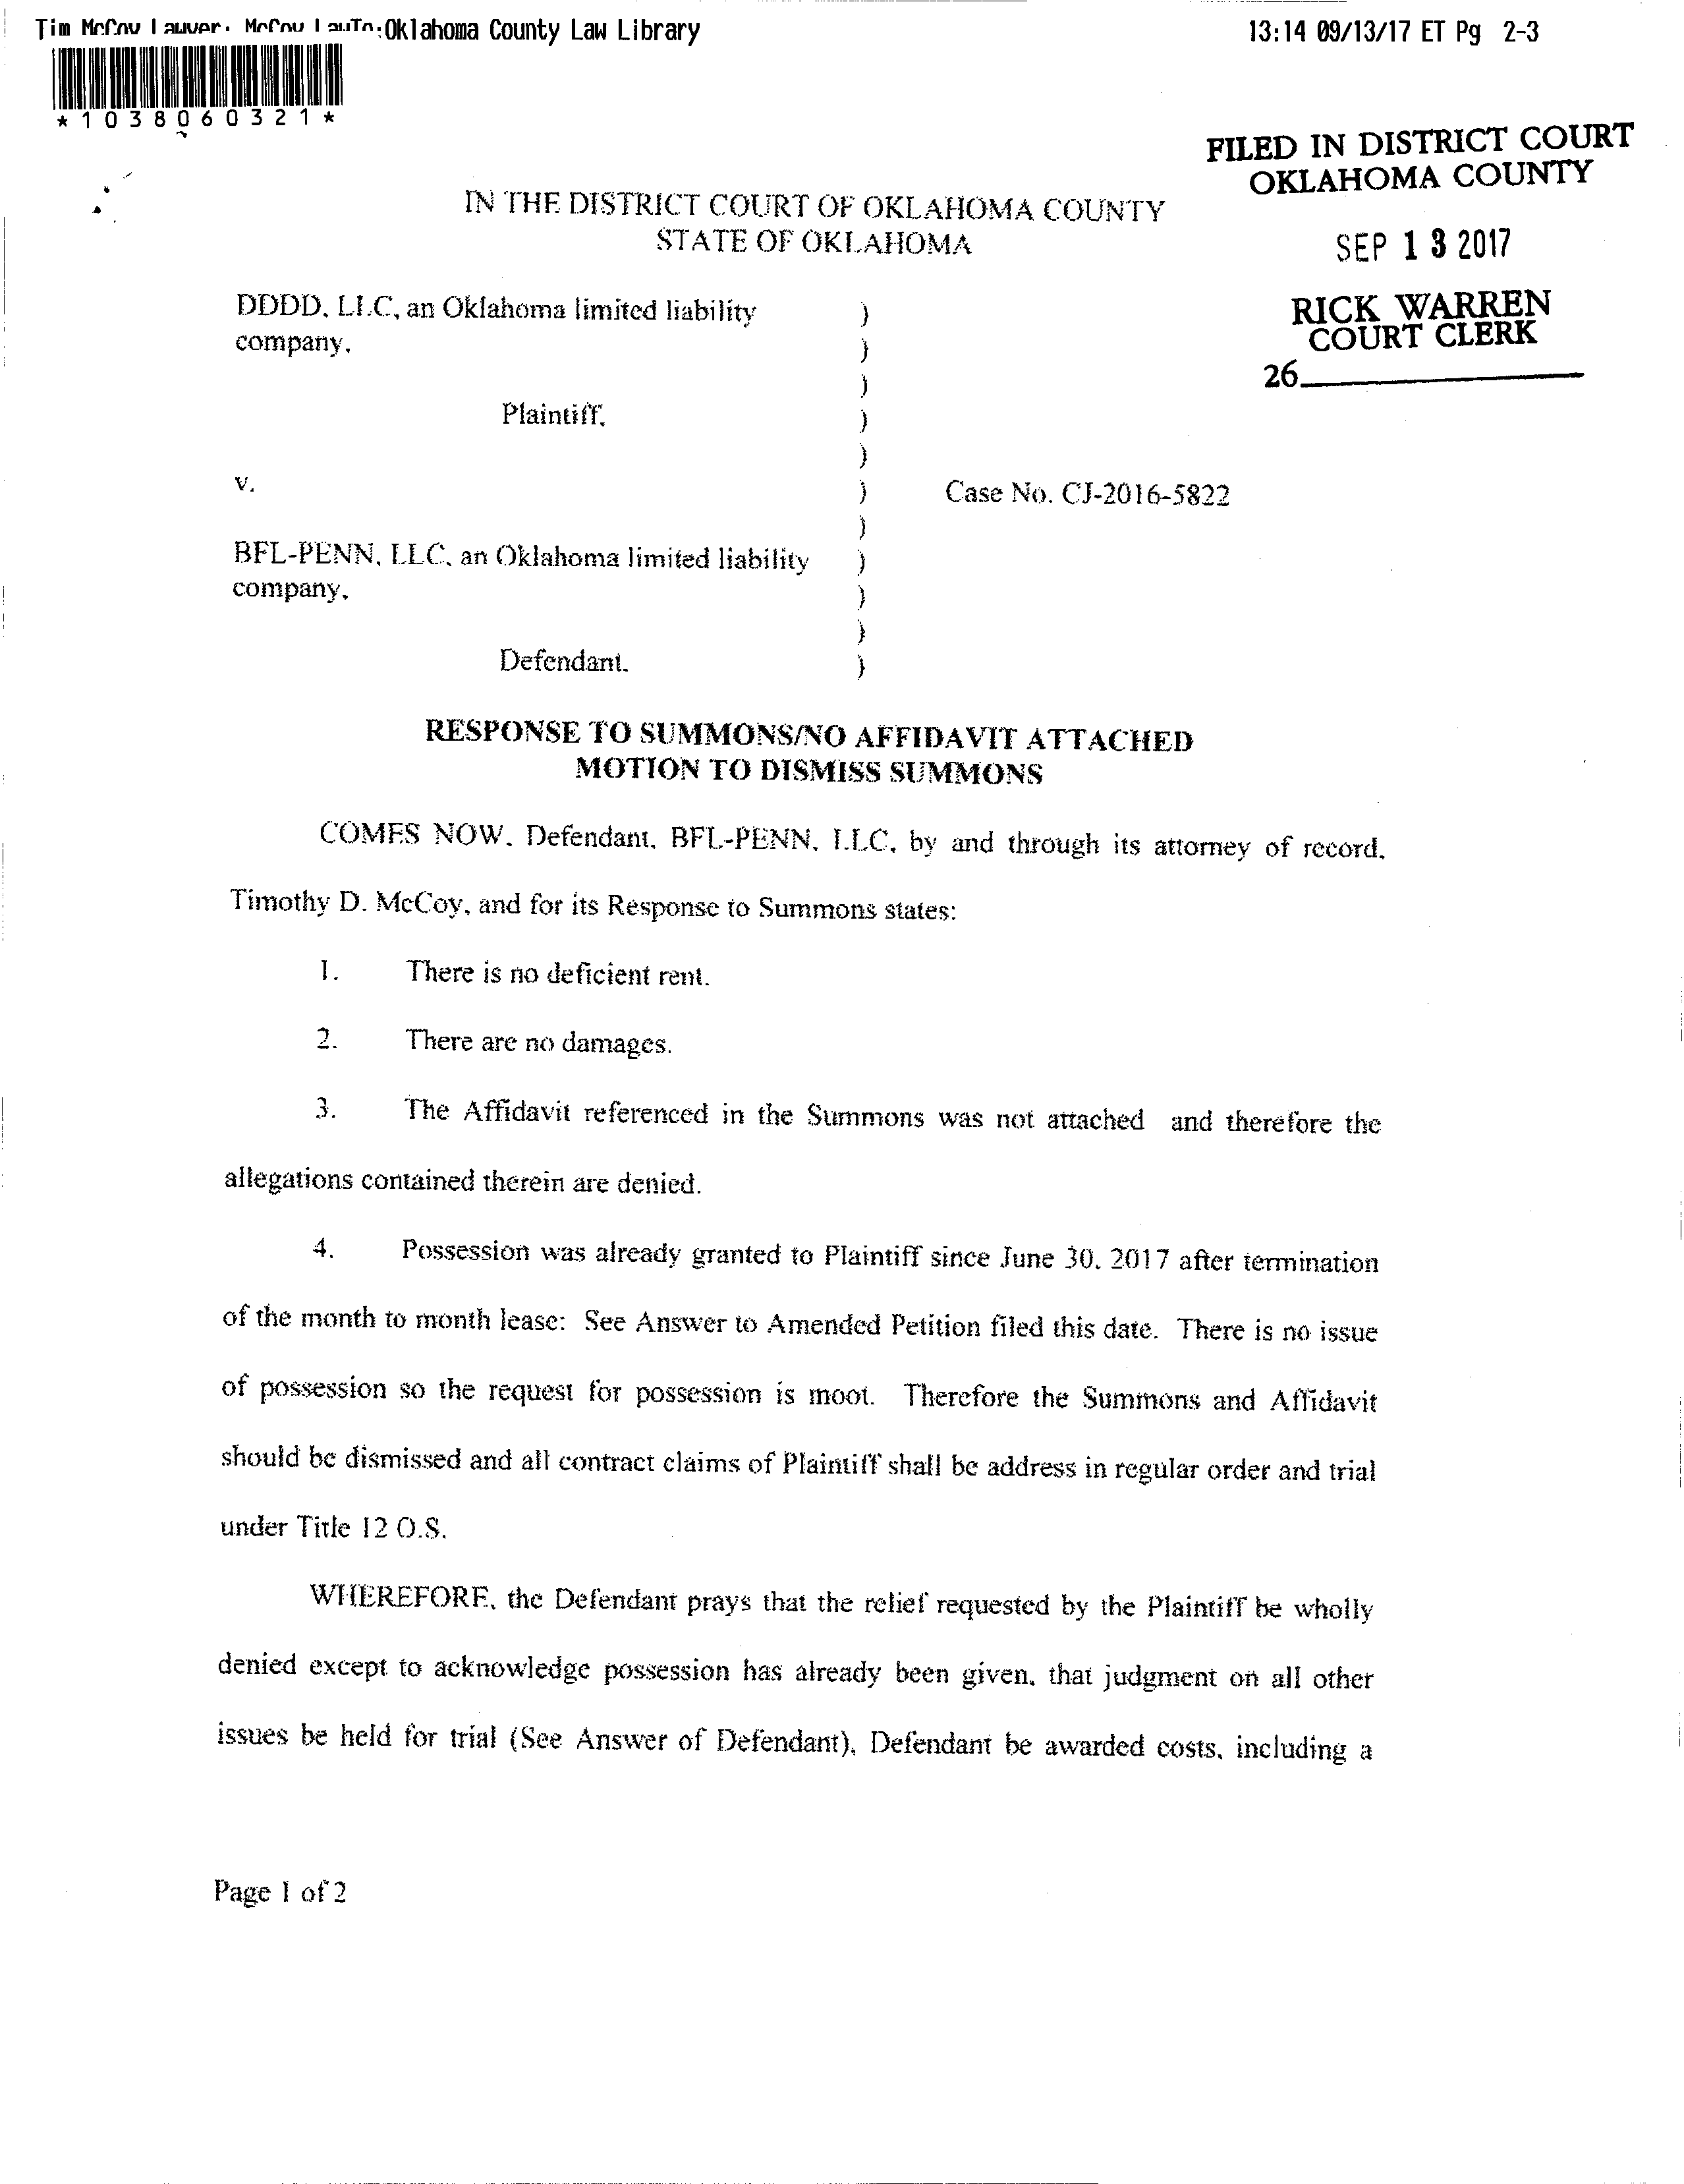 Tim McCoy Lawyer, McCoy LawTo:Oklahoma County Law Library 13:14 09/13/17 ET Pg 2-3
*1038060321*
FILED IN DISTRICT COURT
OKLAHOMA COUNTY
SEP 13 2017
RICK WARREN
COURT CLERK
26
IN THE DISTRICT COURT OF OKLAHOMA COUNTY
STATE OF OKLAHOMA
DDDD, LLC, an Oklahoma limited liability )
company, )
)
Plaintiff, )
)
v. ) Case No. CJ-2016-5822
)
BFL-PENN, LLC, an Oklahoma limited liability )
company, )
)
Defendant. )
RESPONSE TO SUMMONS/NO AFFIDAVIT ATTACHED
MOTION TO DISMISS SUMMONS
COMES NOW, Defendant, BFL-PENN, LLC, by and through its attorney of record,
Timothy D. McCoy, and for its Response to Summons states:
1. There is no deficient rent.
2. There are no damages.
3. The Affidavit referenced in the Summons was not attached and therefore the
allegations contained therein are denied.
4. Possession was already granted to Plaintiff since June 30, 2017 after termination
of the month to month lease: See Answer to Amended Petition filed this date. There is no issue
of possession so the request for possession is moot. Therefore the Summons and Affidavit
should be dismissed and all contract claims of Plaintiff shall be address in regular order and trial
under Title 12 O.S.
WHEREFORE, the Defendant prays that the relief requested by the Plaintiff be wholly
denied except to acknowledge possession has already been given, that judgment on all other
issues be held for trial (See Answer of Defendant), Defendant be awarded costs, including a
Page 1 of 2